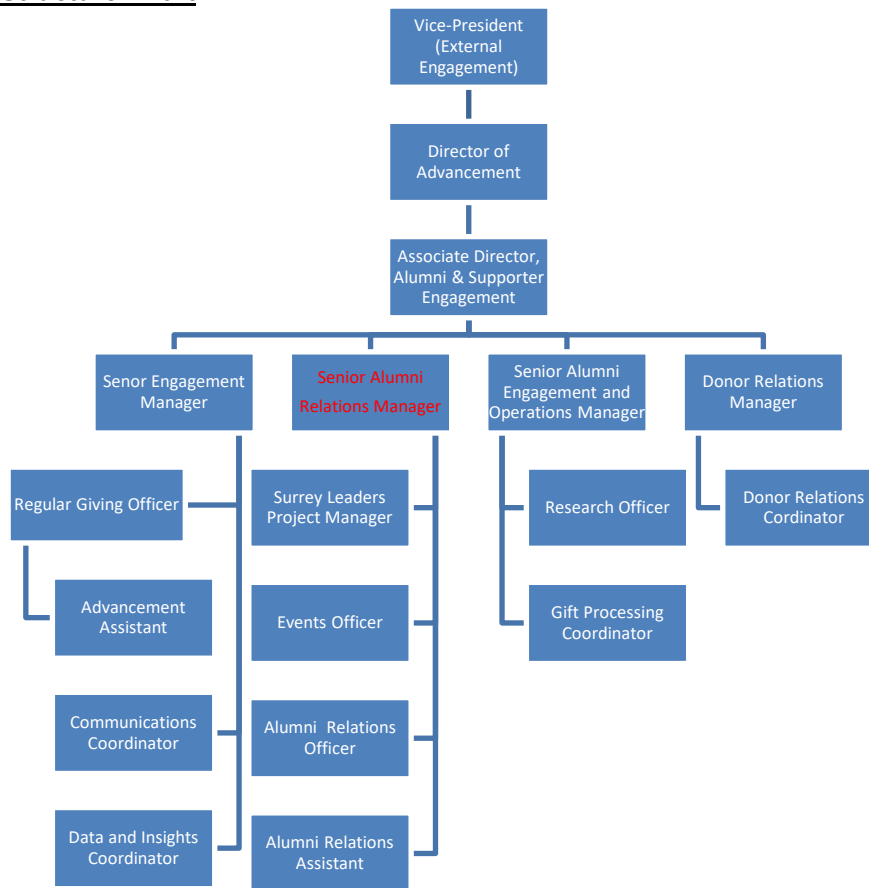 Vice-President
(External
Engagement)
Director of
Advancement
Associate Director,
Alumni & Supporter
Engagement
Senor Engagement
Manager
Senior Alumni
Relations Manager
Senior Alumni
Engagement and
Operations Manager
Donor Relations
Manager
Regular Giving Officer
Surrey Leaders
Project Manager
Research Officer
Donor Relations
Cordinator
Advancement
Assistant
Events Officer
Gift Processing
Coordinator
Communications
Coordinator
Alumni Relations
Officer
Data and Insights
Coordinator
Alumni Relations
Assistant